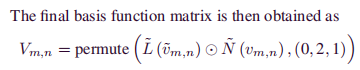 The final basis function matrix is then obtained as
V_{m,n} = permute ( L̃ (ṽ_{m,n}) ⊙ Ñ (v_{m,n}) , (0, 2, 1) )